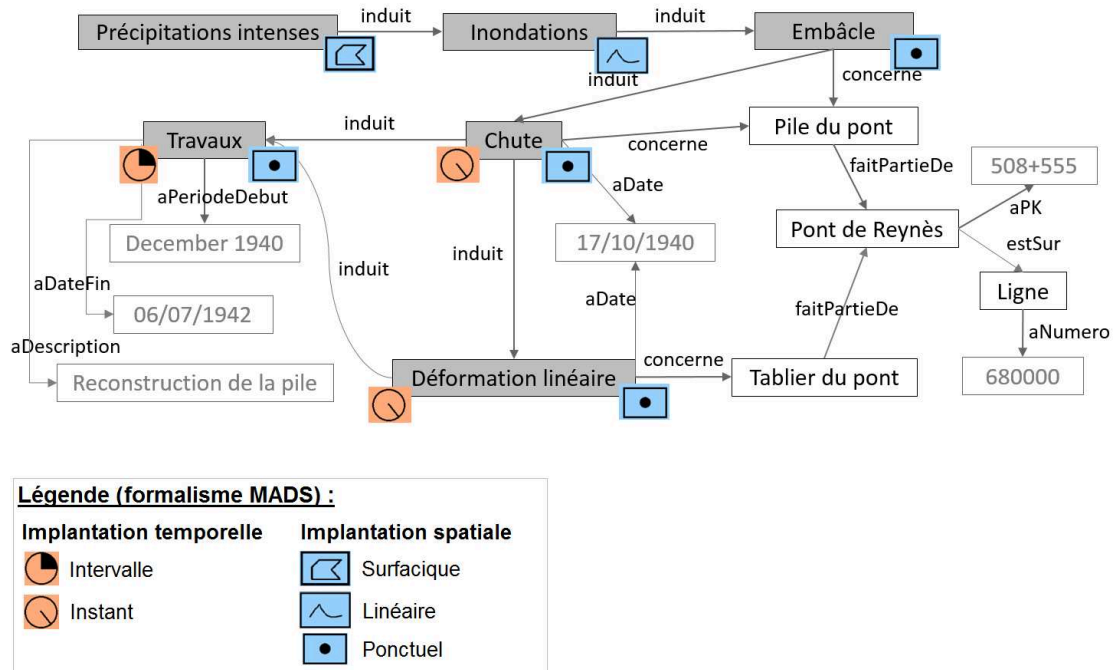 induit
induit
Précipitations intenses
Inondations
Embâcle
induit
concerne
Travaux
induit
Chute
concerne
Pile du pont
aPeriodeDebut
aDate
faitPartieDe
508+555
aPK
December 1940
induit
induit
17/10/1940
Pont de Reynès
estSur
aDateFin
aDate
faitPartieDe
Ligne
06/07/1942
aNumero
aDescription
Reconstruction de la pile
Déformation linéaire
concerne
Tablier du pont
680000
Légende (formalisme MADS) :
Implantation temporelle
Implantation spatiale
Intervalle
Surfacique
Instant
Linéaire
Ponctuel